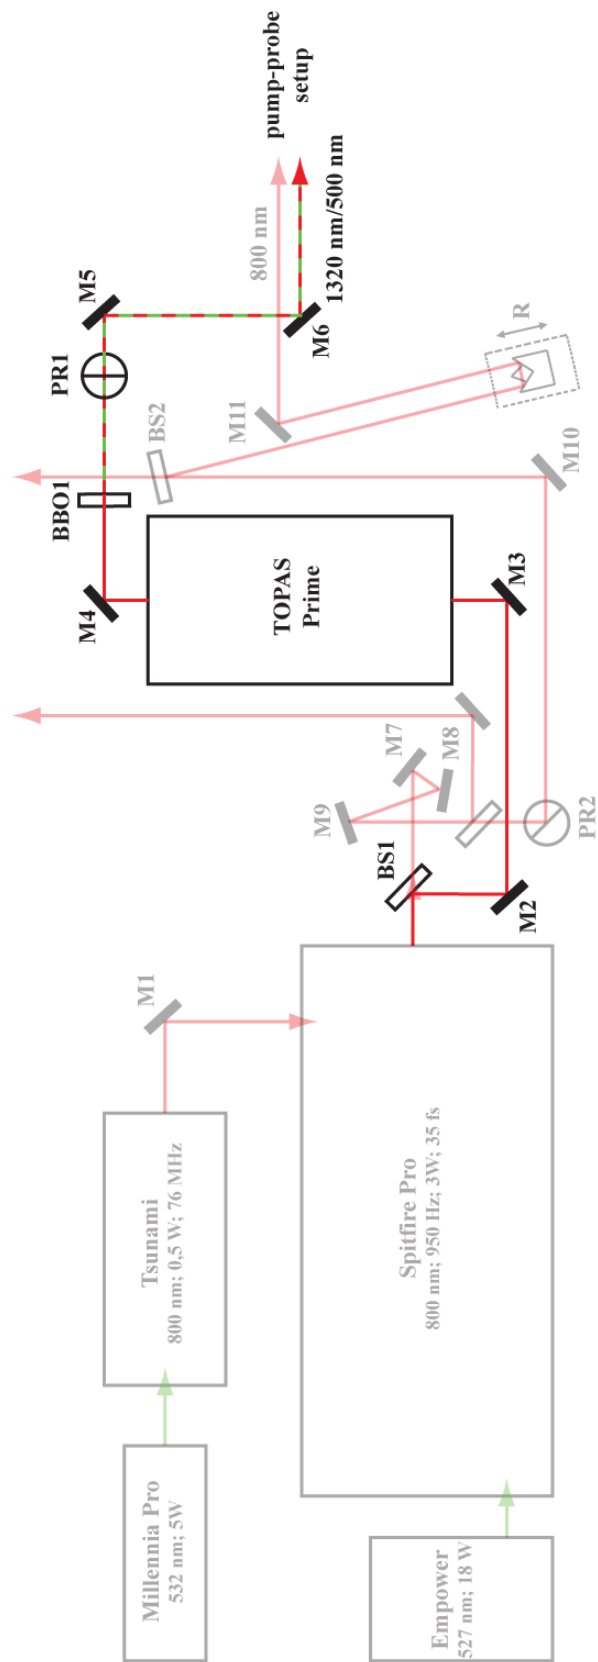 Millennia Pro
532 nm; 5W
Tsunami
800 nm; 0,5 W; 76 MHz
M1
Empower
527 nm; 18 W
Spitfire Pro
800 nm; 950 Hz; 3W; 35 fs
BS1
M2
M9
M7
M8
PR2
M3
TOPAS
Prime
M4
BBO1
BS2
M10
M11
R
PR1
M5
M6
800 nm
1320 nm/500 nm
pump-probe
setup